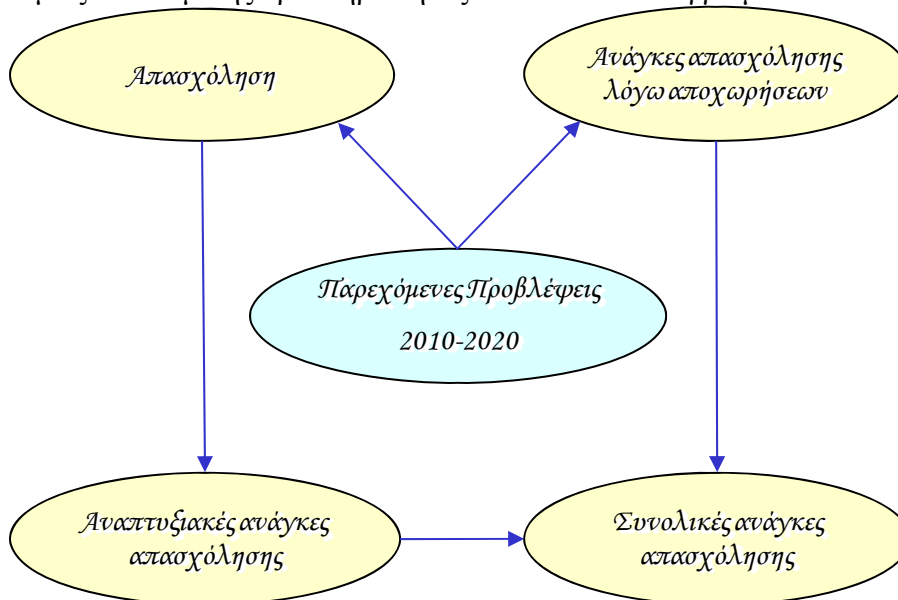 Απασχόληση
Ανάγκες απασχόλησης
λόγω αποχωρήσεων
Παρεχόμενες Προβλέψεις
2010-2020
Αναπτυξιακές ανάγκες
απασχόλησης
Συνολικές ανάγκες
απασχόλησης